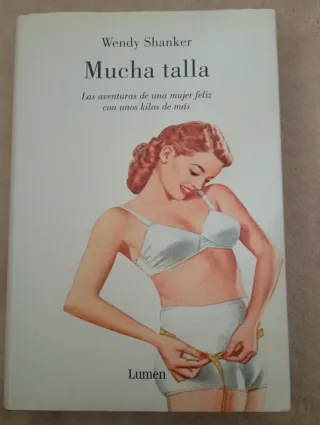 Wendy Shanker
Mucha talla
Las aventuras de una mujer feliz
con unos kilos de más
Lumen